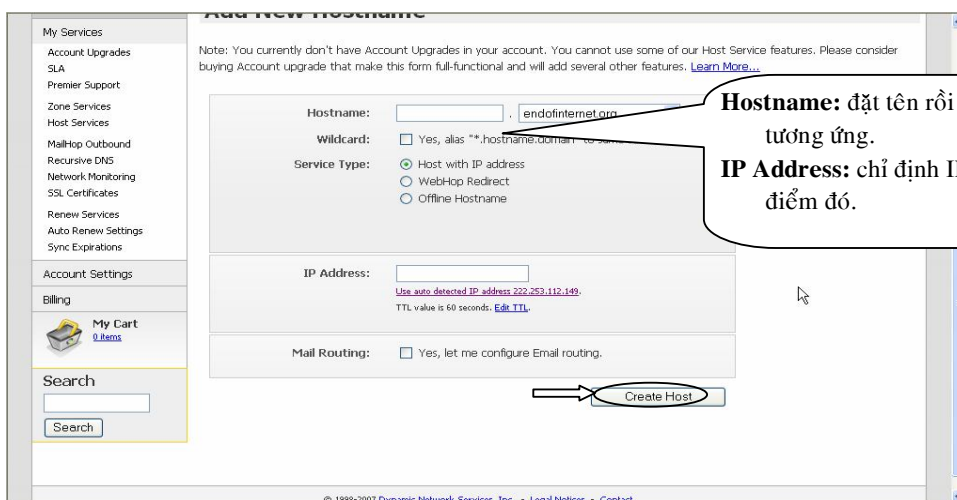 Add New Hostname
My Services
Account Upgrades
SLA
Premier Support
Zone Services
Host Services
MailHop Outbound
Recursive DNS
Network Monitoring
SSL Certificates
Renew Services
Auto Renew Settings
Sync Expirations
Account Settings
Billing
My Cart
0 items
Search
Search
Note: You currently don't have Account Upgrades in your account. You cannot use some of our Host Service features. Please consider
buying Account upgrade that make this form full-functional and will add several other features. Learn More...
Hostname: . endofinternet.org
Wildcard: Yes, alias "*.hostname.domain" to same
Service Type: Host with IP address
WebHop Redirect
Offline Hostname
IP Address:
Use auto detected IP address 222.253.112.149.
TTL value is 60 seconds. Edit TTL.
Mail Routing: Yes, let me configure Email routing.
Create Host
Hostname: đặt tên rồi
tương ứng.
IP Address: chỉ định
điểm đó.
© 1998-2007 Dynamic Network Services, Inc. - Legal Notices - Contact